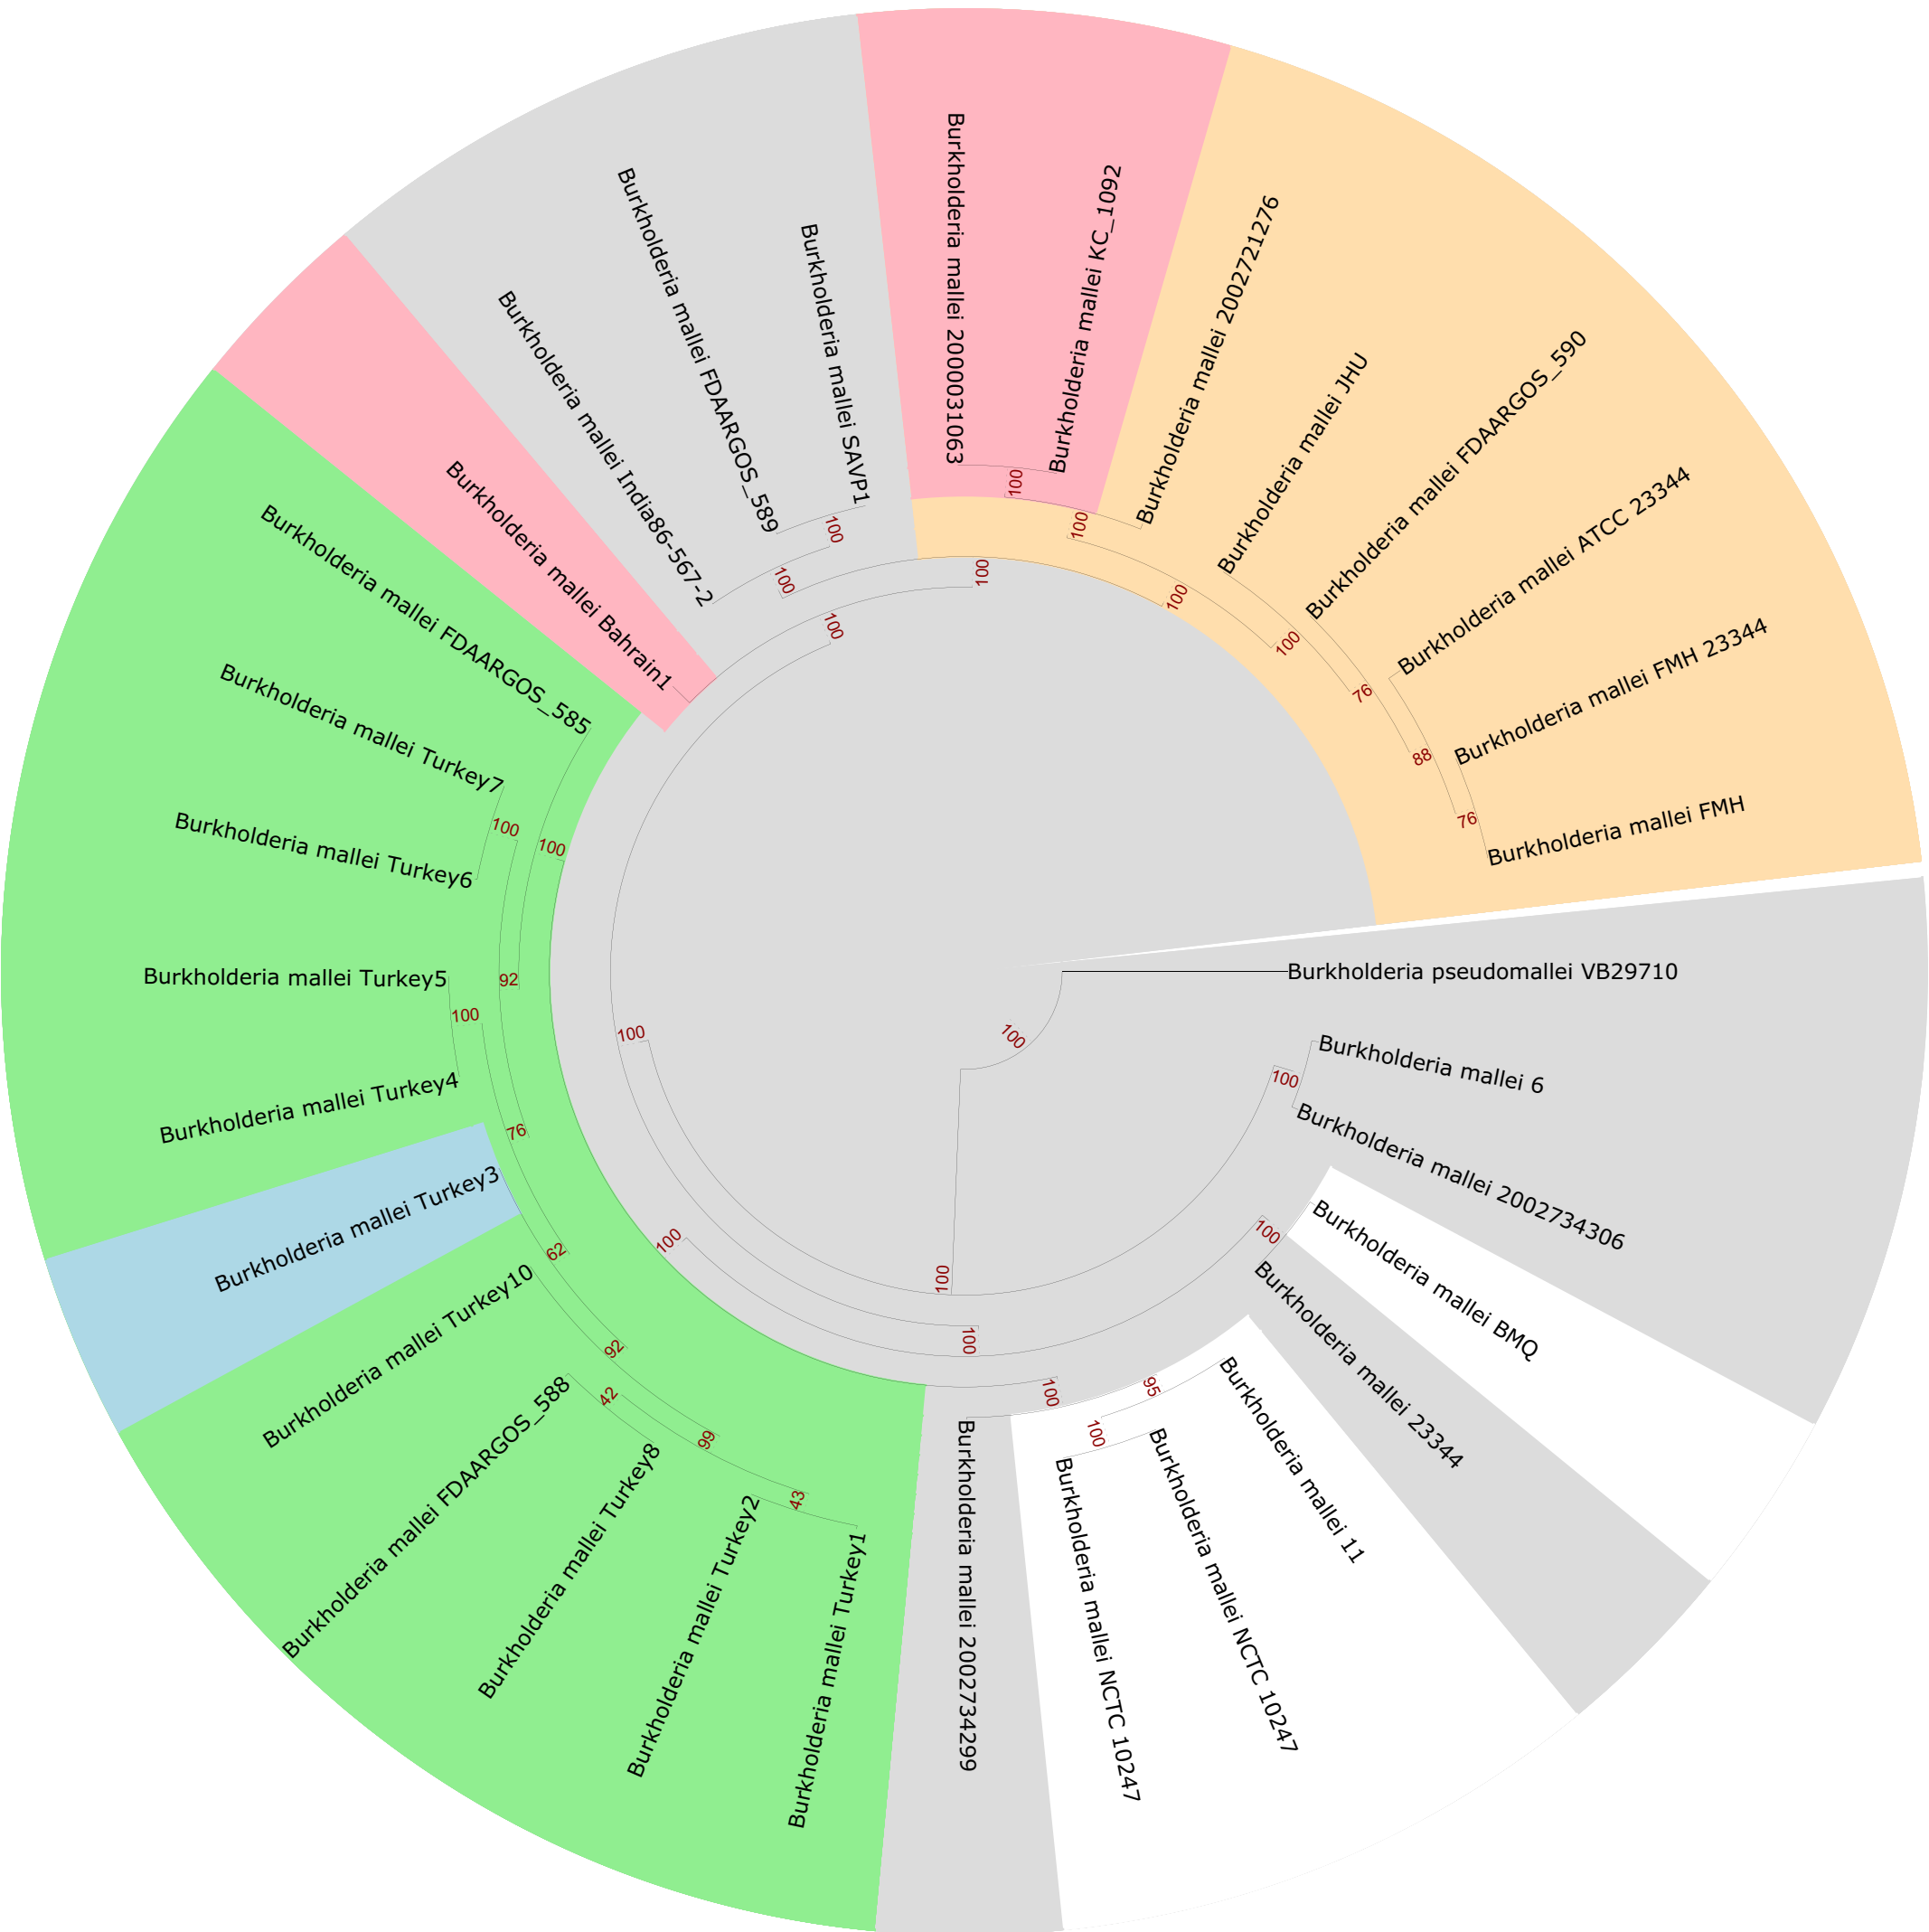 Burkholderia mallei 2000031063
Burkholderia mallei KC_1092
Burkholderia mallei 2002721276
Burkholderia mallei JHU
Burkholderia mallei FDAARGOS_590
Burkholderia mallei ATCC 23344
Burkholderia mallei FMH 23344
Burkholderia mallei FMH
Burkholderia pseudomallei VB29710
Burkholderia mallei 6
Burkholderia mallei 2002734306
Burkholderia mallei BMQ
Burkholderia mallei 23344
Burkholderia mallei 11
Burkholderia mallei NCTC 10247
Burkholderia mallei NCTC 10247
Burkholderia mallei 2002734299
Burkholderia mallei Turkey1
Burkholderia mallei Turkey2
Burkholderia mallei Turkey8
Burkholderia mallei FDAARGOS_588
Burkholderia mallei Turkey10
Burkholderia mallei Turkey3
Burkholderia mallei Turkey4
Burkholderia mallei Turkey5
Burkholderia mallei Turkey6
Burkholderia mallei Turkey7
Burkholderia mallei FDAARGOS_585
Burkholderia mallei Bahrain1
Burkholderia mallei India86-567-2
Burkholderia mallei FDAARGOS_589
Burkholderia mallei SAVP1
100
100
100
100
76
88
76
100
100
100
100
100
100
100
100
100
92
76
62
92
42
99
43
100
100
100
95
100
100
100
100